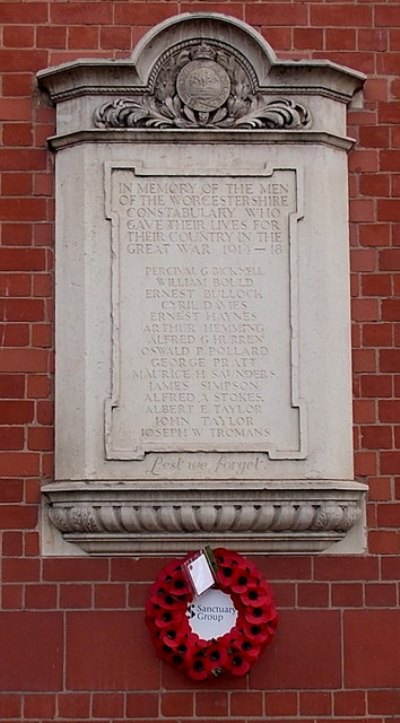 IN MEMORY OF THE MEN
OF THE WORCESTERSHIRE
CONSTABULARY, WHO
GAVE THEIR LIVES FOR
THEIR COUNTRY IN THE
GREAT WAR 1914–18
PERCIVAL G. BICKNELL
WILLIAM BOULD
ERNEST BULLOCK
CYRIL DAVIES
ERNEST HAYNES
ARTHUR HEMMING
ALFRED G. HURREN
OSWALD P. POLLARD
GEORGE PRATT
MAURICE H. SAUNDERS
JAMES SIMPSON
ALFRED A. STOKES
ALBERT E. TAYLOR
JOHN TAYLOR
JOSEPH W. TROMANS
Lest we forget.
Sanctuary
Group